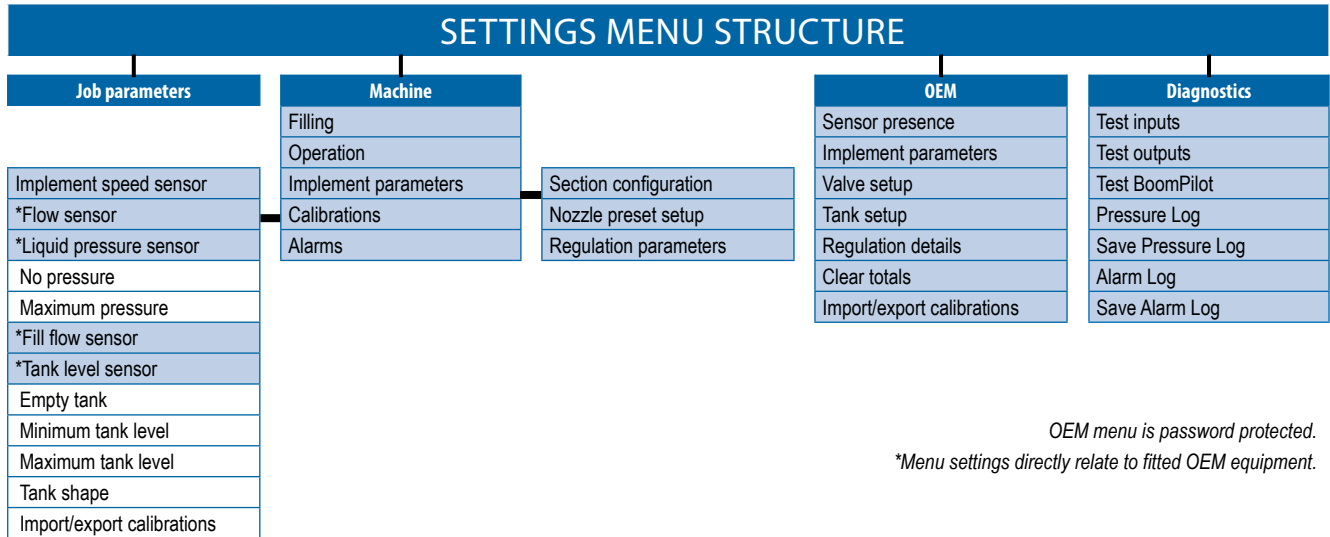 SETTINGS MENU STRUCTURE
Job parameters
Implement speed sensor
*Flow sensor
*Liquid pressure sensor
No pressure
Maximum pressure
*Fill flow sensor
*Tank level sensor
Empty tank
Minimum tank level
Maximum tank level
Tank shape
Import/export calibrations
Machine
Filling
Operation
Implement parameters
Calibrations
Alarms
Section configuration
Nozzle preset setup
Regulation parameters
OEM
Sensor presence
Implement parameters
Valve setup
Tank setup
Regulation details
Clear totals
Import/export calibrations
Diagnostics
Test inputs
Test outputs
Test BoomPilot
Pressure Log
Save Pressure Log
Alarm Log
Save Alarm Log
OEM menu is password protected.
*Menu settings directly relate to fitted OEM equipment.